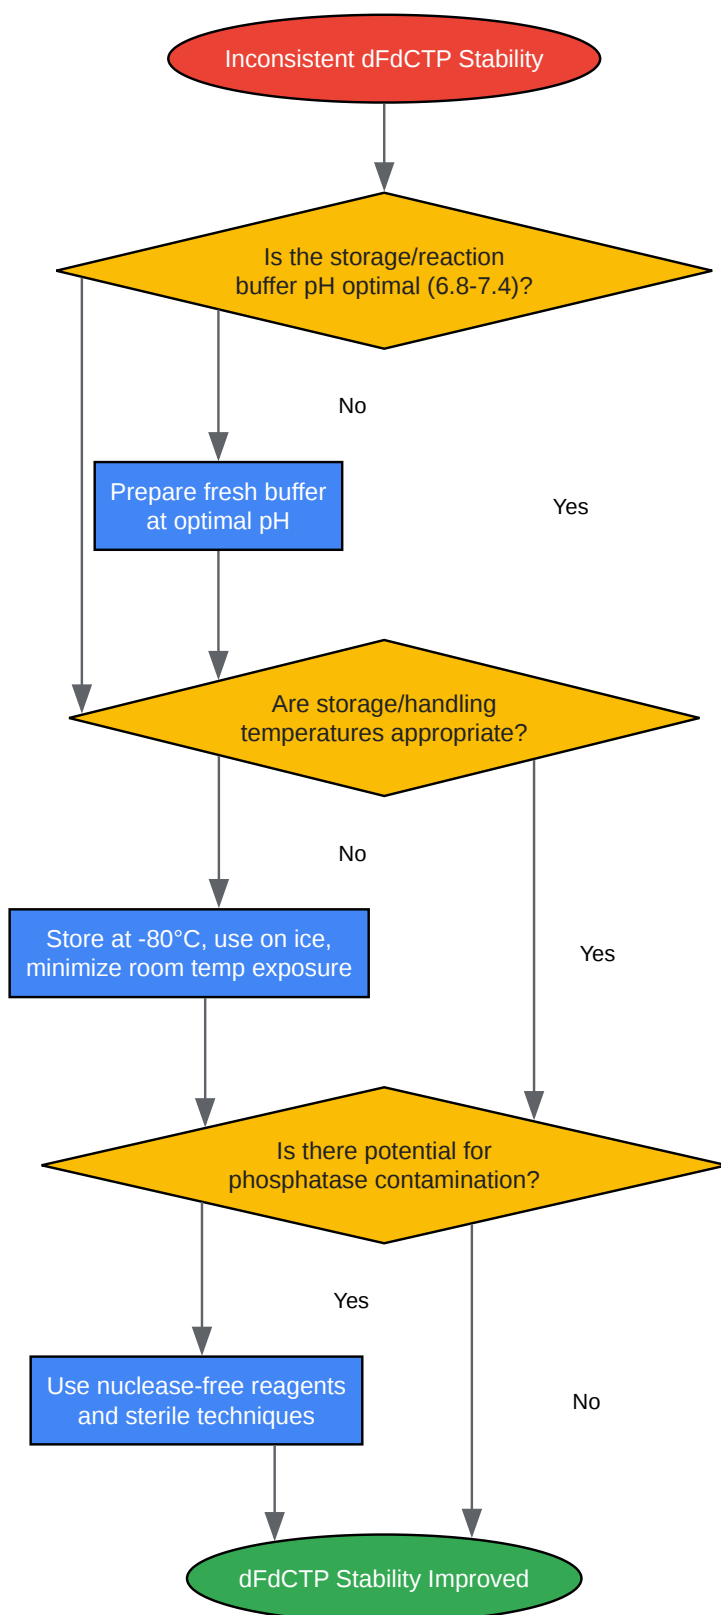 Inconsistent dFdCTP Stability
Is the storage/reaction
buffer pH optimal (6.8-7.4)?
No
Prepare fresh buffer
at optimal pH
Yes
Are storage/handling
temperatures appropriate?
No
Store at -80°C, use on ice,
minimize room temp exposure
Yes
Is there potential for
phosphatase contamination?
Yes
Use nuclease-free reagents
and sterile techniques
No
dFdCTP Stability Improved